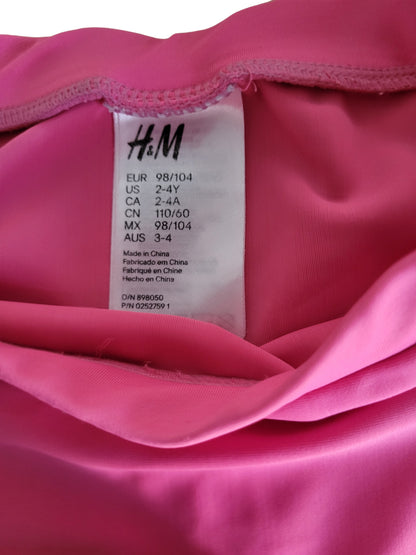 H&M
EUR 98/104
US 2-4Y
CA 2-4A
CN 110/60
MX 98/104
AUS 3-4
Made in China
Fabricado en China
Fabriqué en Chine
Hecho en China
O/N 898050
P/N 0252759 1